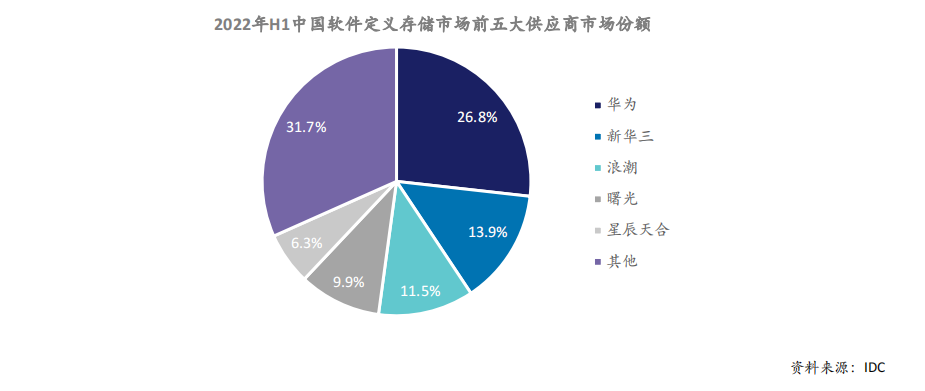 2022年H1中国软件定义存储市场前五大供应商市场份额
26.8%
13.9%
11.5%
9.9%
6.3%
31.7%
华为
新华三
浪潮
曙光
星辰天合
其他
资料来源：IDC